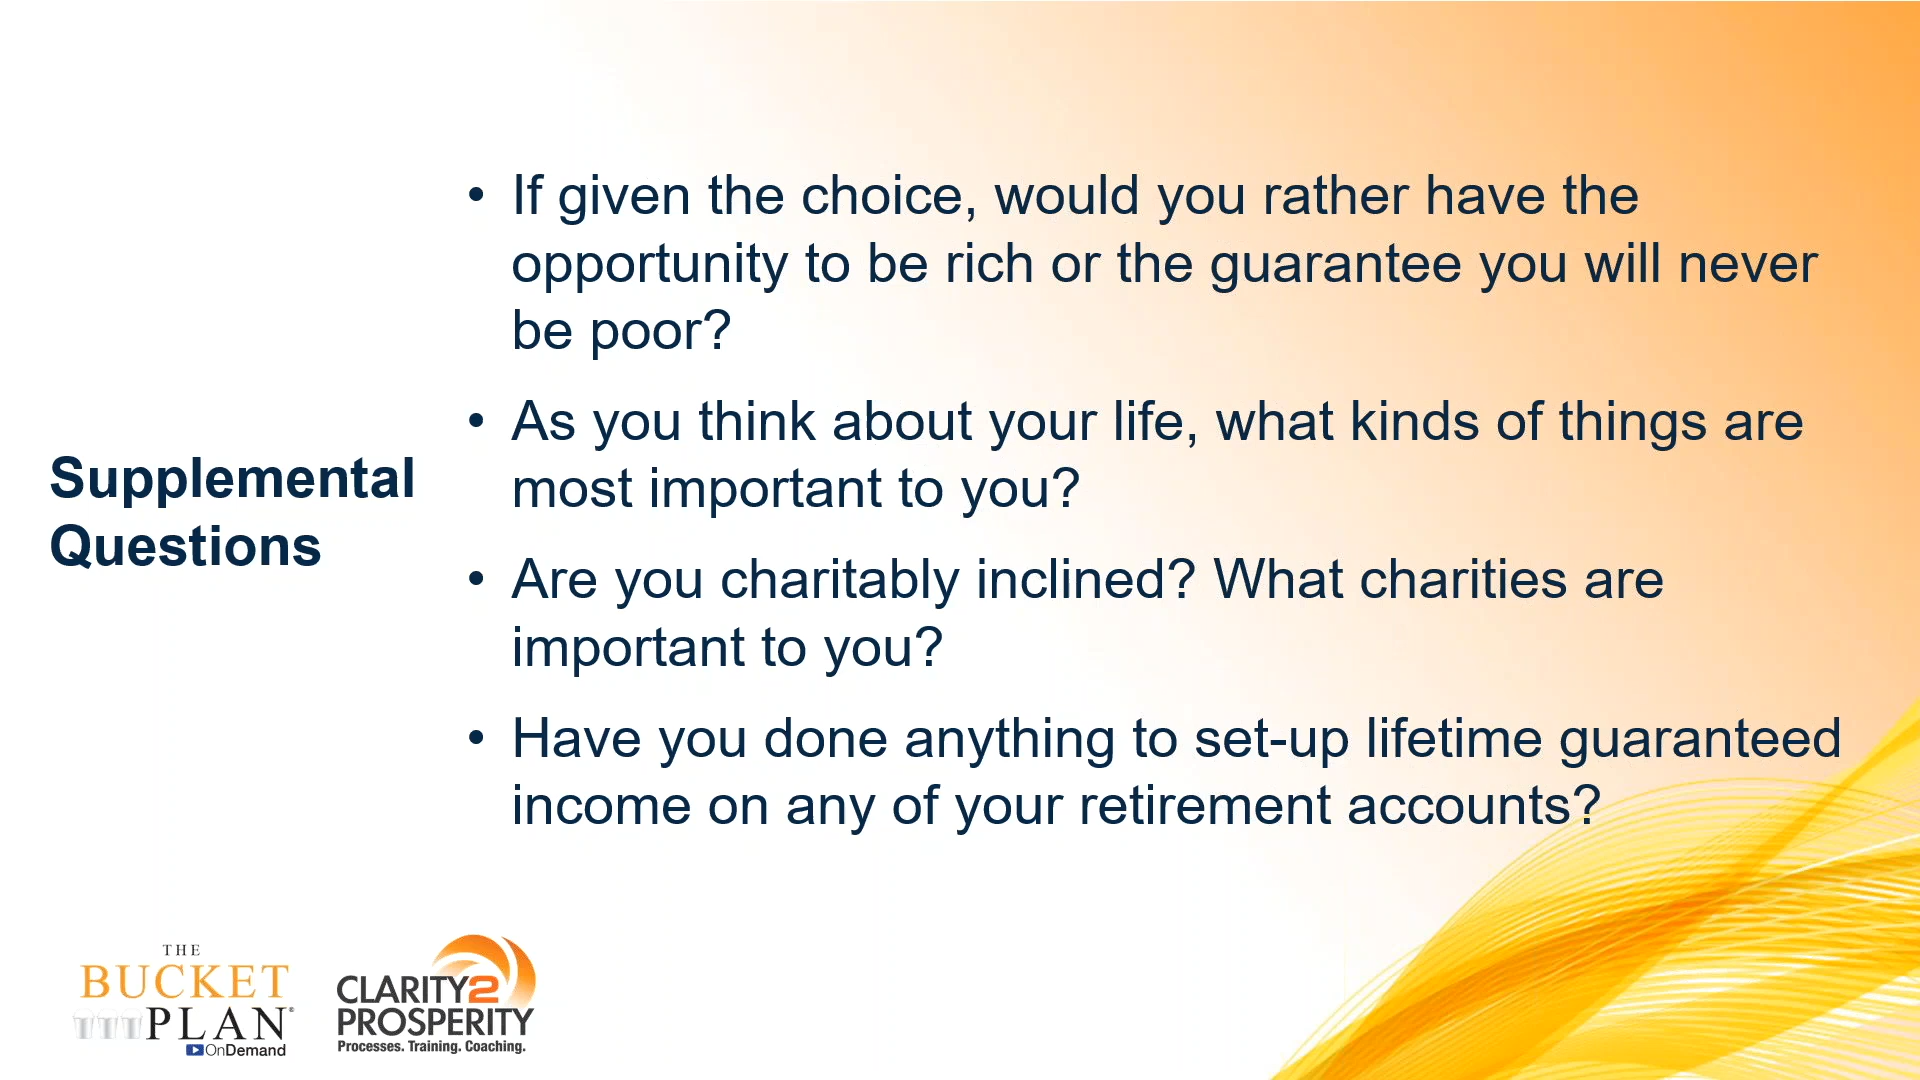 Supplemental
Questions
• If given the choice, would you rather have the
opportunity to be rich or the guarantee you will never
be poor?
• As you think about your life, what kinds of things are
most important to you?
• Are you charitably inclined? What charities are
important to you?
• Have you done anything to set-up lifetime guaranteed
income on any of your retirement accounts?
THE
BUCKET
PLAN®
OnDemand
CLARITY2
PROSPERITY
Processes. Training. Coaching.